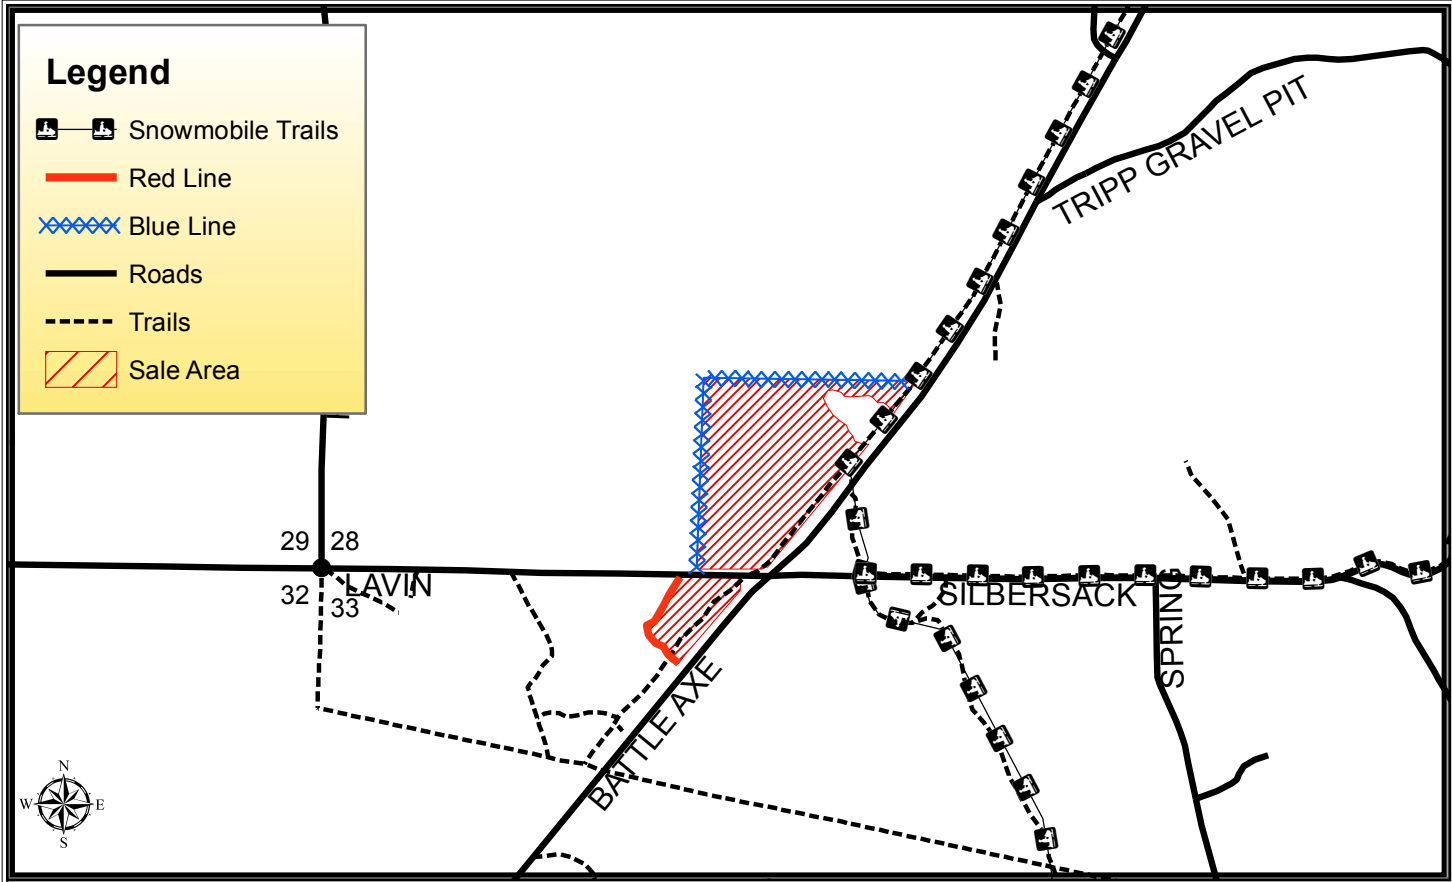 Legend
Snowmobile Trails
Red Line
Blue Line
Roads
Trails
Sale Area
TRIPP GRAVEL PIT
29 28
32 33
LAVIN
SILBERSACK
SPRING
BATTLE AXE
N
W E
S